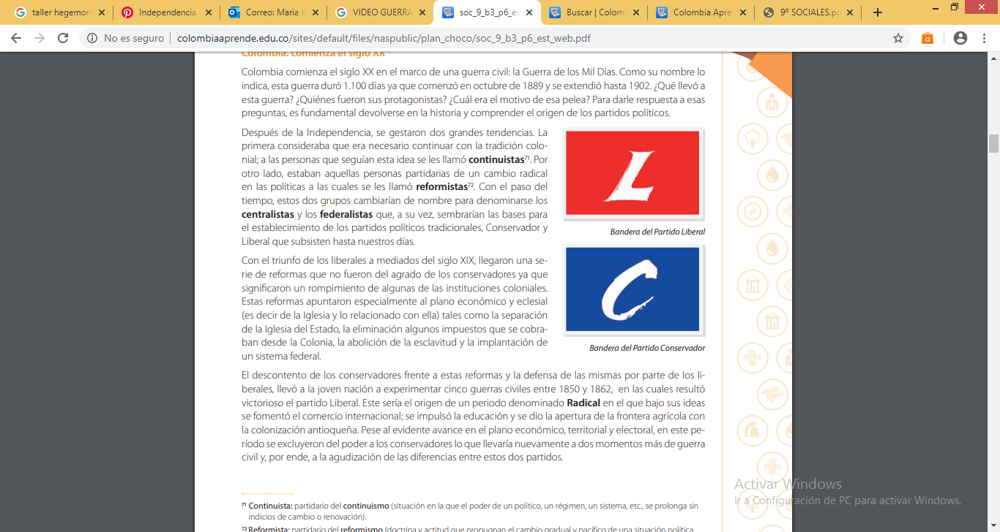 taller hegemon
Independencia
Correo: Maria I
VIDEO GUERRA
soc_9_b3_p6_es
Buscar | Colom
Colombia Apre
9º SOCIALES.pd
No es seguro
colombiaaprende.edu.co/sites/default/files/naspublic/plan_choco/soc_9_b3_p6_est_web.pdf
Colombia: comienza el siglo XX
Colombia comienza el siglo XX en el marco de una guerra civil: la Guerra de los Mil Días. Como su nombre lo
indica, esta guerra duró 1.100 días ya que comenzó en octubre de 1889 y se extendió hasta 1902. ¿Qué llevó a
esta guerra? ¿Quiénes fueron sus protagonistas? ¿Cuál era el motivo de esa pelea? Para darle respuesta a esas
preguntas, es fundamental devolverse en la historia y comprender el origen de los partidos políticos.
Después de la Independencia, se gestaron dos grandes tendencias. La
primera consideraba que era necesario continuar con la tradición colo-
nial; a las personas que seguían esta idea se les llamó continuistas⁷¹. Por
otro lado, estaban aquellas personas partidarias de un cambio radical
en las políticas a las cuales se les llamó reformistas⁷². Con el paso del
tiempo, estos dos grupos cambiarían de nombre para denominarse los
centralistas y los federalistas que, a su vez, sembrarían las bases para
el establecimiento de los partidos políticos tradicionales, Conservador y
Liberal que subsisten hasta nuestros días.
L
Bandera del Partido Liberal
Con el triunfo de los liberales a mediados del siglo XIX, llegaron una se-
rie de reformas que no fueron del agrado de los conservadores ya que
significaron un rompimiento de algunas de las instituciones coloniales.
Estas reformas apuntaron especialmente al plano económico y eclesial
(es decir de la Iglesia y lo relacionado con ella) tales como la separación
de la Iglesia del Estado, la eliminación algunos impuestos que se cobra-
ban desde la Colonia, la abolición de la esclavitud y la implantación de
un sistema federal.
C
Bandera del Partido Conservador
El descontento de los conservadores frente a estas reformas y la defensa de las mismas por parte de los li-
berales, llevó a la joven nación a experimentar cinco guerras civiles entre 1850 y 1862, en las cuales resultó
victorioso el partido Liberal. Este sería el origen de un periodo denominado Radical en el que bajo sus ideas
se fomentó el comercio internacional; se impulsó la educación y se dio la apertura de la frontera agrícola con
la colonización antioqueña. Pese al evidente avance en el plano económico, territorial y electoral, en este pe-
ríodo se excluyeron del poder a los conservadores lo que llevaría nuevamente a dos momentos más de guerra
civil y, por ende, a la agudización de las diferencias entre estos dos partidos.
Activar Windows
Ir a Configuración de PC para activar Windows.
⁷¹ Continuista: partidario del continuismo (situación en la que el poder de un político, un régimen, un sistema, etc., se prolonga sin
indicios de cambio o renovación).
⁷² Reformista: partidario del reformismo (doctrina y actitud que propugnan el cambio gradual y pacífico de una situación política,